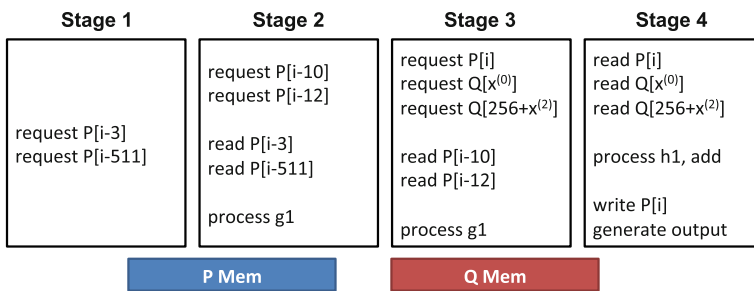 Stage 1
request P[i-3]
request P[i-511]
Stage 2
request P[i-10]
request P[i-12]
read P[i-3]
read P[i-511]
process g1
Stage 3
request P[i]
request Q[x⁽⁰⁾]
request Q[256+x⁽²⁾]
read P[i-10]
read P[i-12]
process g1
Stage 4
read P[i]
read Q[x⁽⁰⁾]
read Q[256+x⁽²⁾]
process h1, add
write P[i]
generate output
P Mem
Q Mem